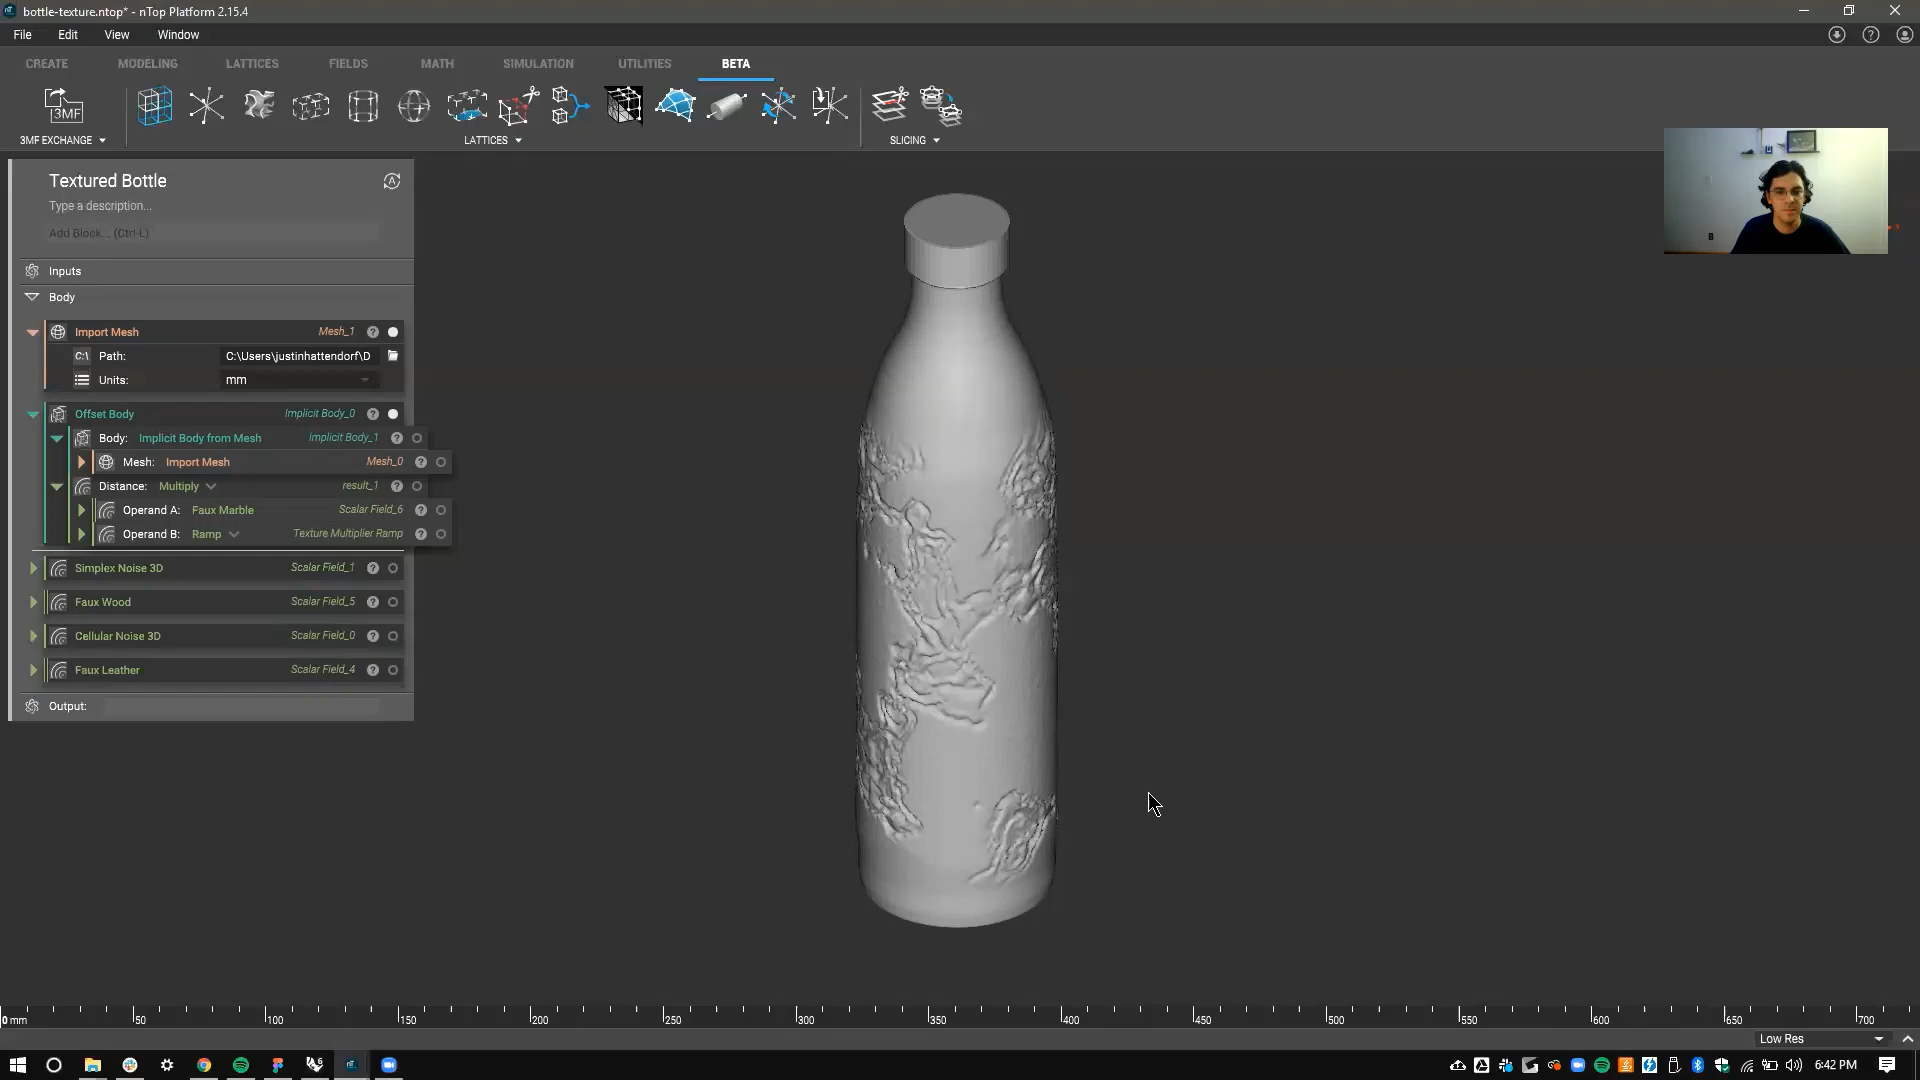 bottle-texture.ntop* - nTop Platform 2.15.4
File Edit View Window
CREATE MODELING LATTICES FIELDS MATH SIMULATION UTILITIES BETA
3MF
3MF EXCHANGE LATTICES SLICING
Textured Bottle
Type a description...
Add Block... (Ctrl-L)
Inputs
Body
Import Mesh Mesh_1
C:\ Path: C:\Users\justinhattendorf\D
Units: mm
Offset Body Implicit Body_0
Body: Implicit Body from Mesh Implicit Body_1
Mesh: Import Mesh Mesh_0
Distance: Multiply result_1
Operand A: Faux Marble Scalar Field_6
Operand B: Ramp Texture Multiplier Ramp
Simplex Noise 3D Scalar Field_1
Faux Wood Scalar Field_5
Cellular Noise 3D Scalar Field_0
Faux Leather Scalar Field_4
Output:
0 mm 50 100 150 200 250 300 350 400 450 500 550 600 650 700
Low Res
6:42 PM